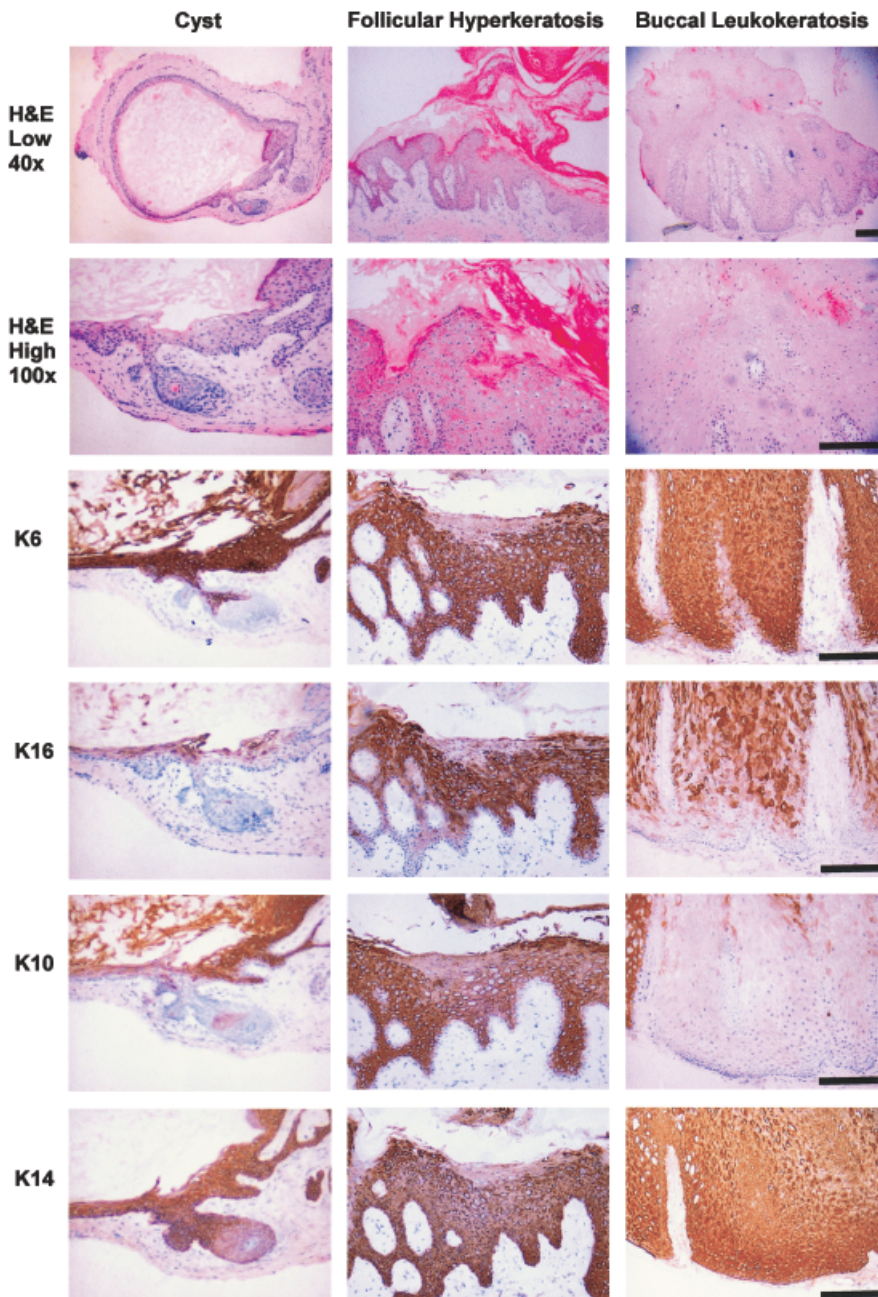 Cyst
Follicular Hyperkeratosis
Buccal Leukokeratosis
H&E
Low
40x
H&E
High
100x
K6
K16
K10
K14